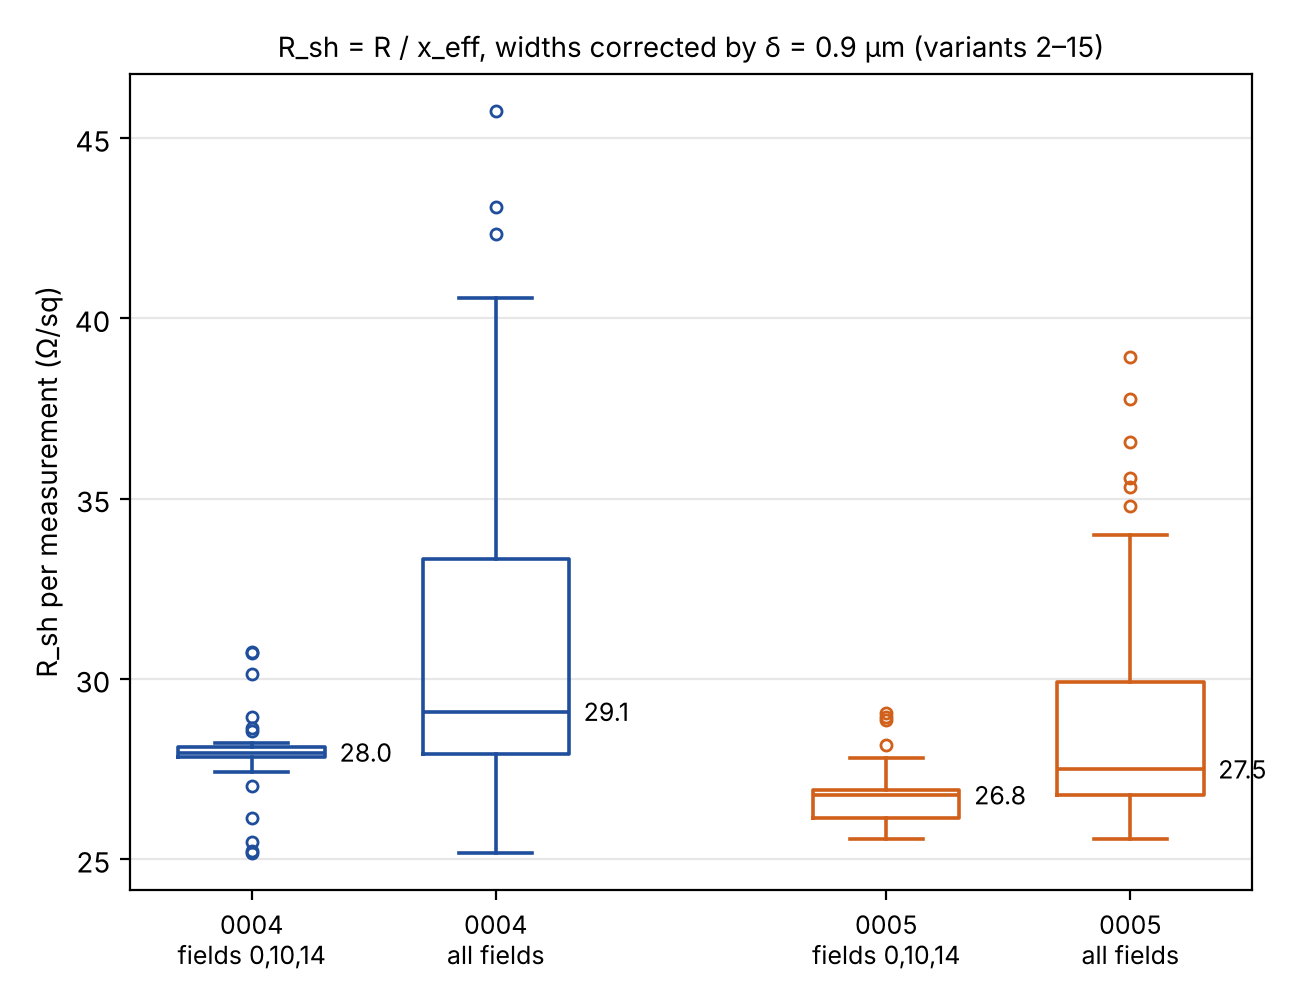 R_sh = R / x_eff, widths corrected by δ = 0.9 µm (variants 2–15)
R_sh per measurement (Ω/sq)
45
40
35
30
25
28.0
29.1
26.8
27.5
0004
fields 0,10,14
0004
all fields
0005
fields 0,10,14
0005
all fields